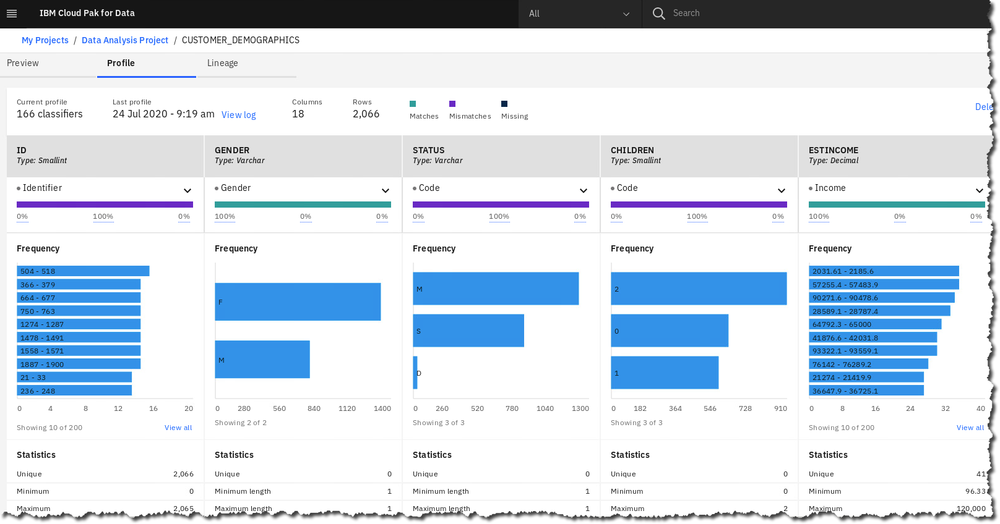 IBM Cloud Pak for Data
All
Search
My Projects / Data Analysis Project / CUSTOMER_DEMOGRAPHICS
Preview
Profile
Lineage
Current profile
166 classifiers
Last profile
24 Jul 2020 - 9:19 am
View log
Columns
18
Rows
2,066
Matches
Mismatches
Missing
Dele
ID
Type: Smallint
GENDER
Type: Varchar
STATUS
Type: Varchar
CHILDREN
Type: Smallint
ESTINCOME
Type: Decimal
Identifier
0% 100% 0%
Gender
100% 0% 0%
Code
0% 100% 0%
Code
0% 100% 0%
Income
100% 0% 0%
Frequency
504 - 518
366 - 379
664 - 677
750 - 763
1274 - 1287
1478 - 1491
1558 - 1571
1887 - 1900
21 - 33
236 - 248
0 4 8 12 16 20
Showing 10 of 200
View all
Frequency
F
M
0 280 560 840 1120 1400
Showing 2 of 2
Frequency
M
S
D
0 260 520 780 1040 1300
Showing 3 of 3
Frequency
2
0
1
0 182 364 546 728 910
Showing 3 of 3
Frequency
2031.61 - 2185.6
57255.4 - 57483.9
90271.6 - 90478.6
28589.1 - 28787.4
64792.3 - 65000
41876.6 - 42031.8
93322.1 - 93559.1
76142 - 76289.2
21274 - 21419.9
36647.9 - 36725.1
0 8 16 24 32 40
Showing 10 of 200
View all
Statistics
Unique 2,066
Minimum 0
Maximum 2,065
Statistics
Unique 0
Minimum length 1
Maximum length 1
Statistics
Unique 0
Minimum length 1
Maximum length 1
Statistics
Unique 0
Minimum 0
Maximum 2
Statistics
Unique 41
Minimum 96.33
Maximum 120,000